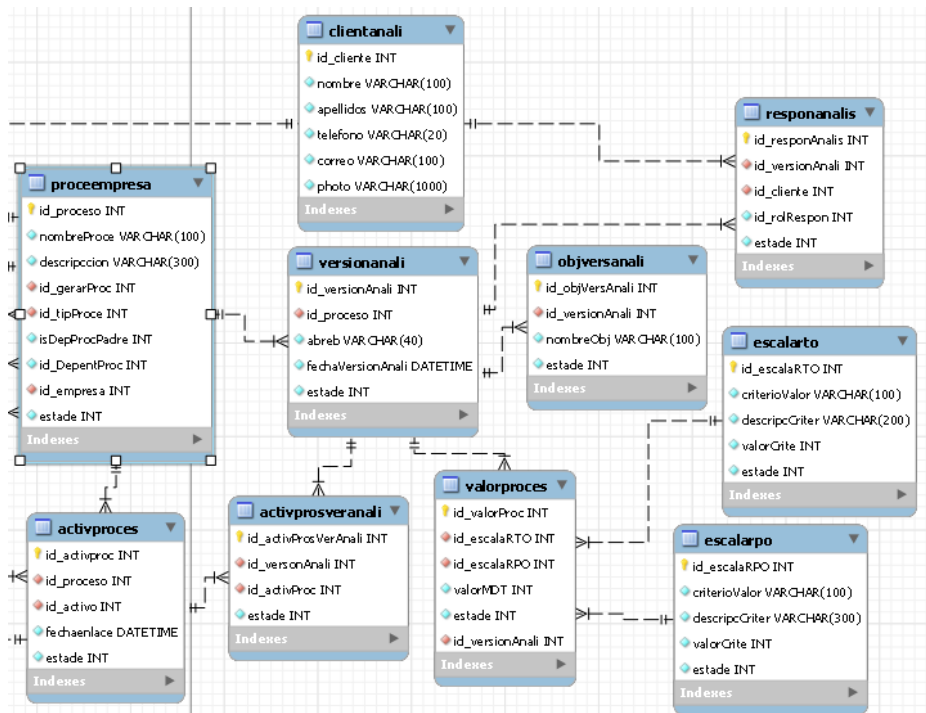 clientanali
id_cliente INT
nombre VARCHAR(100)
apellidos VARCHAR(100)
telefono VARCHAR(20)
correo VARCHAR(100)
photo VARCHAR(1000)
Indexes
responanalis
id_responAnalis INT
id_versionAnali INT
id_cliente INT
id_rolRespon INT
estade INT
Indexes
proceempresa
id_proceso INT
nombreProce VARCHAR(100)
descripccion VARCHAR(300)
id_gerarProc INT
id_tipProce INT
isDepProcPadre INT
id_DepentProc INT
id_empresa INT
estade INT
Indexes
versionanali
id_versionAnali INT
id_proceso INT
abreb VARCHAR(40)
fechaVersionAnali DATETIME
estade INT
Indexes
objversanali
id_objVersAnali INT
id_versionAnali INT
nombreObj VARCHAR(100)
estade INT
Indexes
escalarto
id_escalaRTO INT
criterioValor VARCHAR(100)
descripcCriter VARCHAR(200)
valorCrite INT
estade INT
Indexes
activproces
id_activproc INT
id_proceso INT
id_activo INT
fechaenlace DATETIME
estade INT
Indexes
activprosveranali
id_activProsVerAnali INT
id_versonAnali INT
id_activProc INT
estade INT
Indexes
valorproces
id_valorProc INT
id_escalaRTO INT
id_escalaRPO INT
valorMDT INT
estade INT
id_versionAnali INT
Indexes
escalarpo
id_escalaRPO INT
criterioValor VARCHAR(100)
descripcCriter VARCHAR(300)
valorCrite INT
estade INT
Indexes